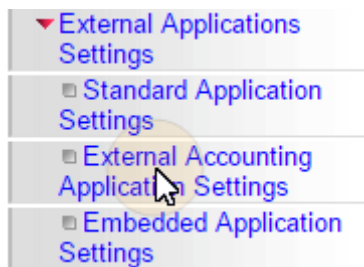 External Applications
Settings
Standard Application
Settings
External Accounting
Application Settings
Embedded Application
Settings